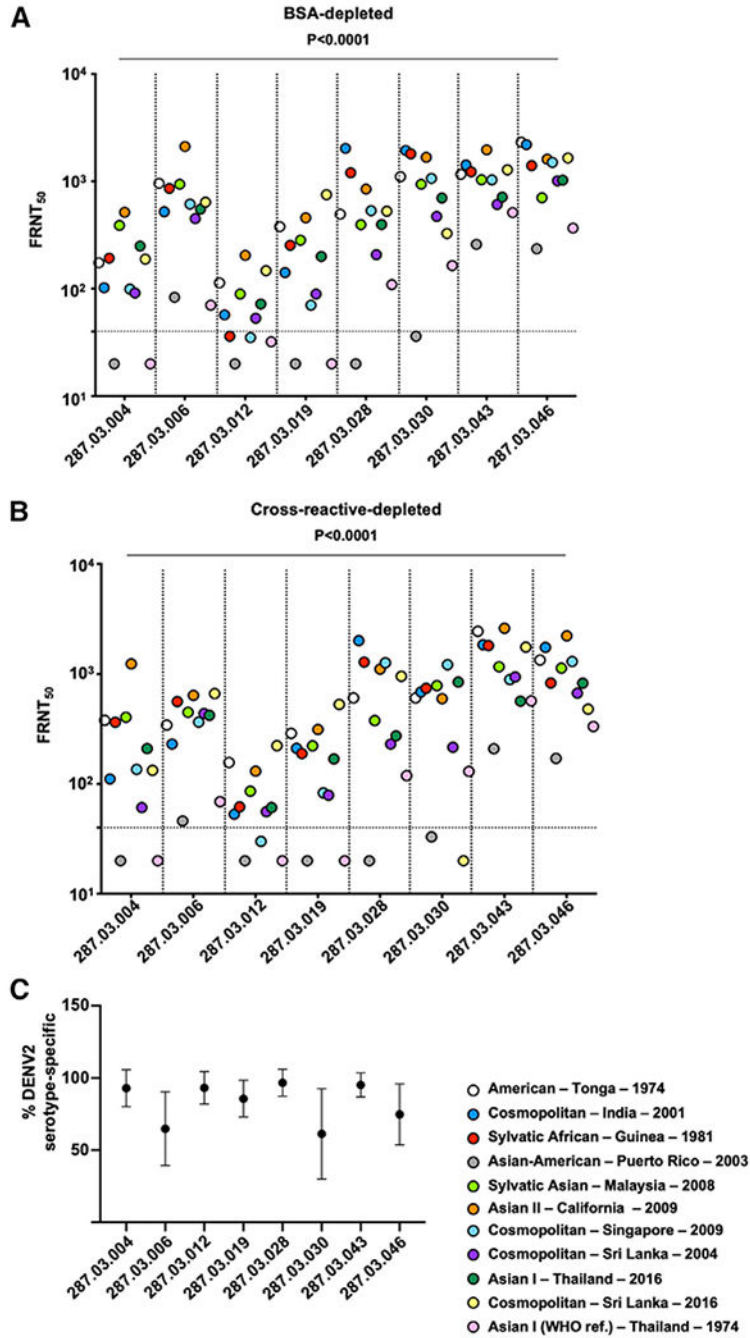 A
BSA-depleted
P<0.0001
10⁴
10³
10²
10¹
FRNT₅₀
287.03.004
287.03.006
287.03.012
287.03.019
287.03.028
287.03.030
287.03.043
287.03.046
B
Cross-reactive-depleted
P<0.0001
10⁴
10³
10²
10¹
FRNT₅₀
287.03.004
287.03.006
287.03.012
287.03.019
287.03.028
287.03.030
287.03.043
287.03.046
C
150
100
50
% DENV2
serotype-specific
287.03.004
287.03.006
287.03.012
287.03.019
287.03.028
287.03.030
287.03.043
287.03.046
American – Tonga – 1974
Cosmopolitan – India – 2001
Sylvatic African – Guinea – 1981
Asian-American – Puerto Rico – 2003
Sylvatic Asian – Malaysia – 2008
Asian II – California – 2009
Cosmopolitan – Singapore – 2009
Cosmopolitan – Sri Lanka – 2004
Asian I – Thailand – 2016
Cosmopolitan – Sri Lanka – 2016
Asian I (WHO ref.) – Thailand – 1974